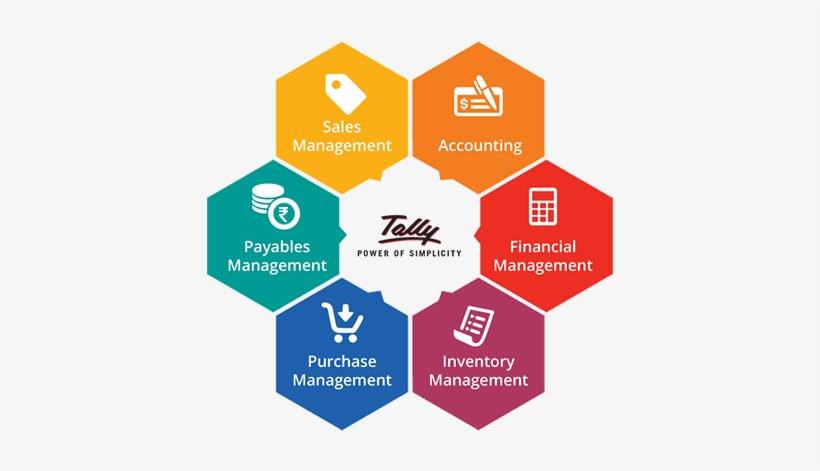 Sales
Management
Accounting
Payables
Management
Tally
POWER OF SIMPLICITY
Financial
Management
Purchase
Management
Inventory
Management